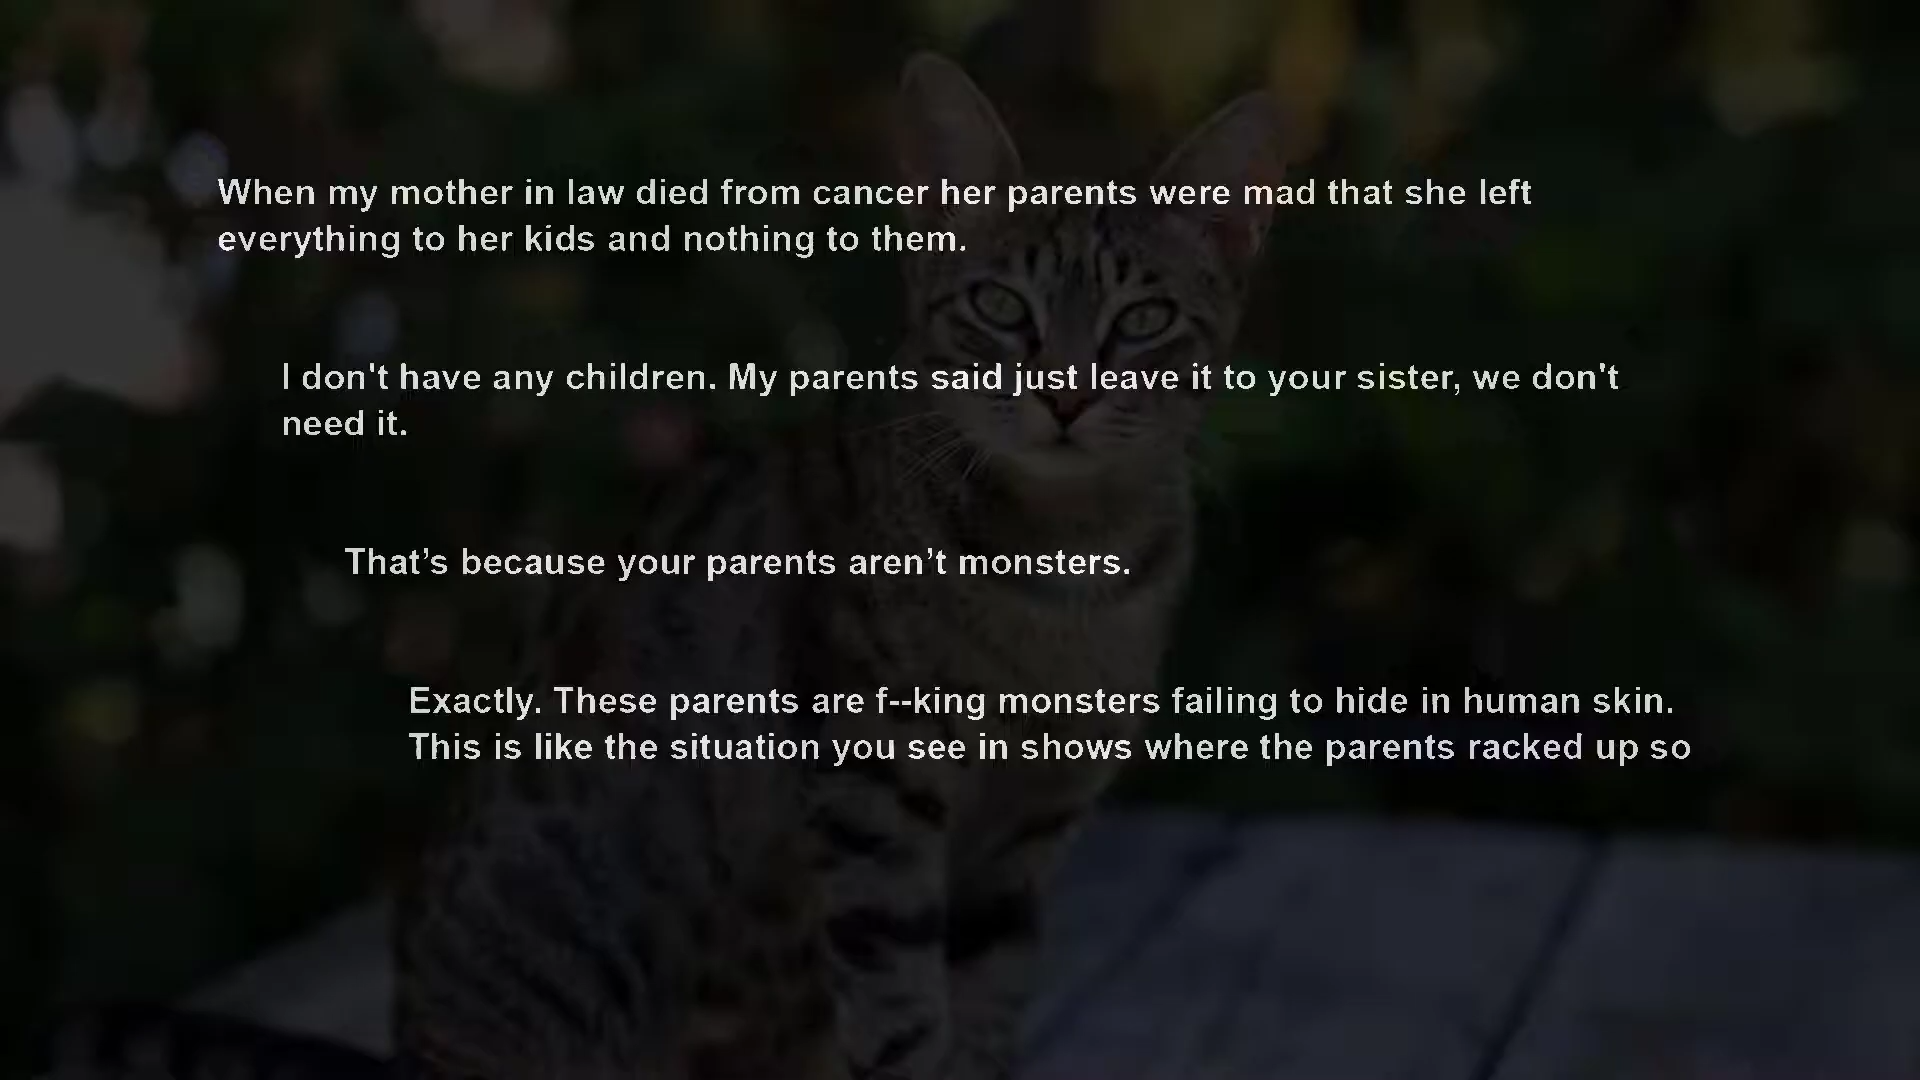 When my mother in law died from cancer her parents were mad that she left
everything to her kids and nothing to them.
I don't have any children. My parents said just leave it to your sister, we don't
need it.
That’s because your parents aren’t monsters.
Exactly. These parents are f--king monsters failing to hide in human skin.
This is like the situation you see in shows where the parents racked up so